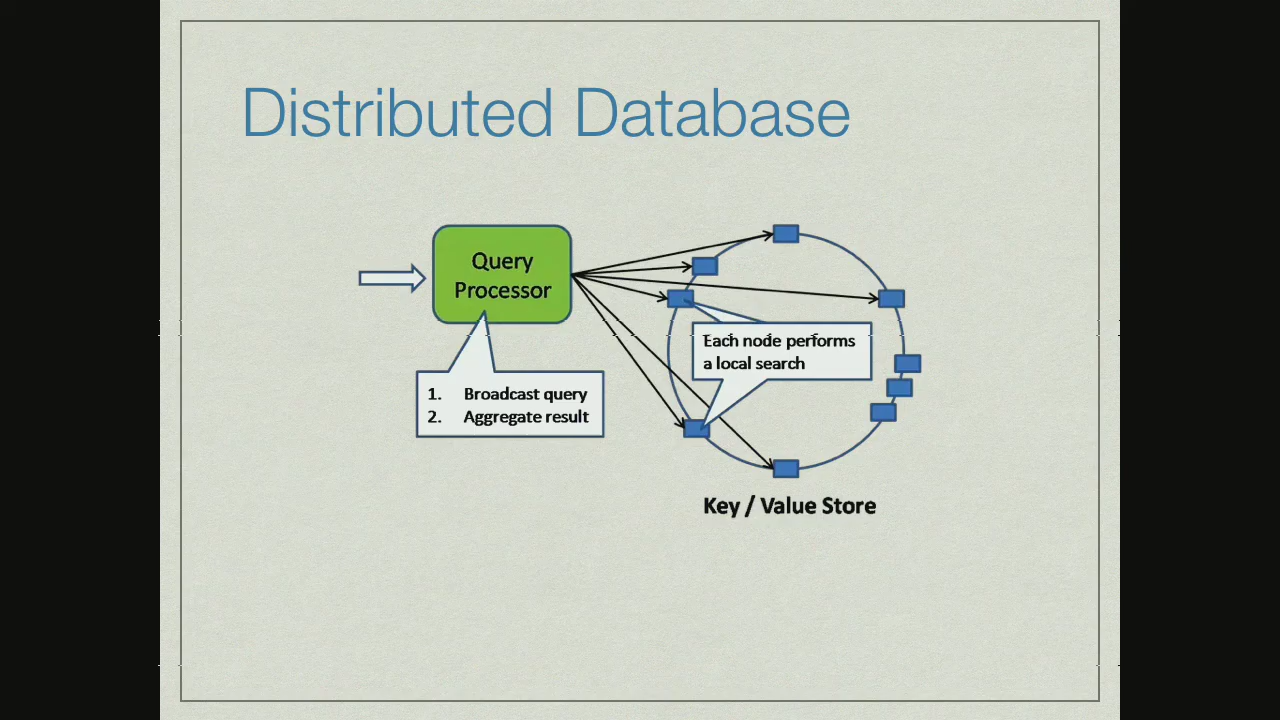 Distributed Database
Query
Processor
Each node performs
a local search
1. Broadcast query
2. Aggregate result
Key / Value Store